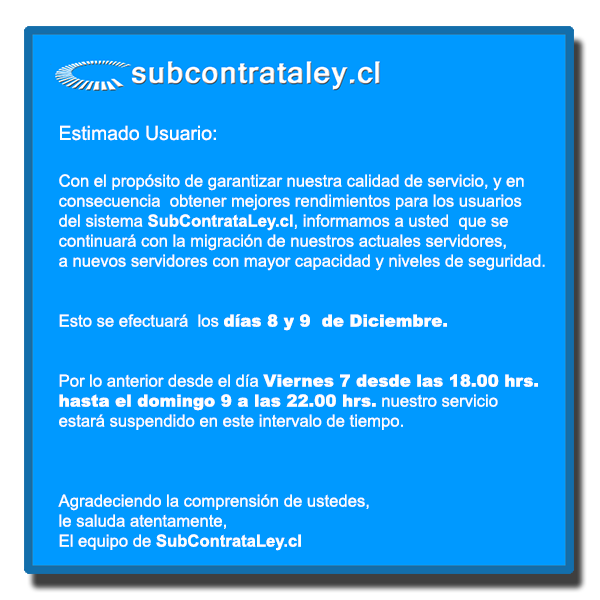 subcontrataley.cl
Estimado Usuario:
Con el propósito de garantizar nuestra calidad de servicio, y en
consecuencia obtener mejores rendimientos para los usuarios
del sistema SubContrataLey.cl, informamos a usted que se
continuará con la migración de nuestros actuales servidores,
a nuevos servidores con mayor capacidad y niveles de seguridad.
Esto se efectuará los días 8 y 9 de Diciembre.
Por lo anterior desde el día Viernes 7 desde las 18.00 hrs.
hasta el domingo 9 a las 22.00 hrs. nuestro servicio
estará suspendido en este intervalo de tiempo.
Agradeciendo la comprensión de ustedes,
le saluda atentamente,
El equipo de SubContrataLey.cl